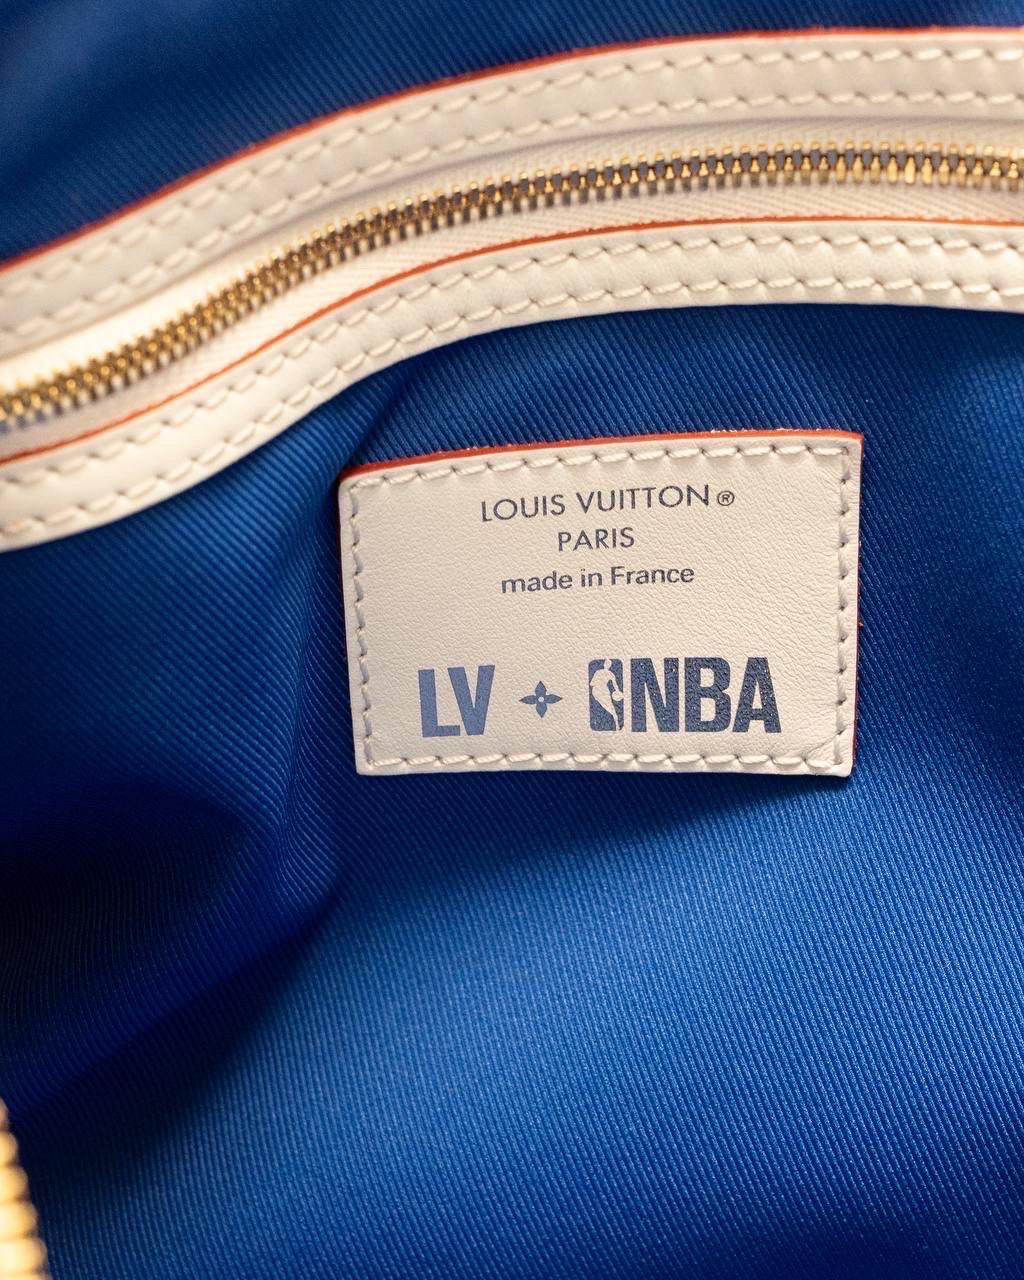 LOUIS VUITTON®
PARIS
made in France
LV NBA